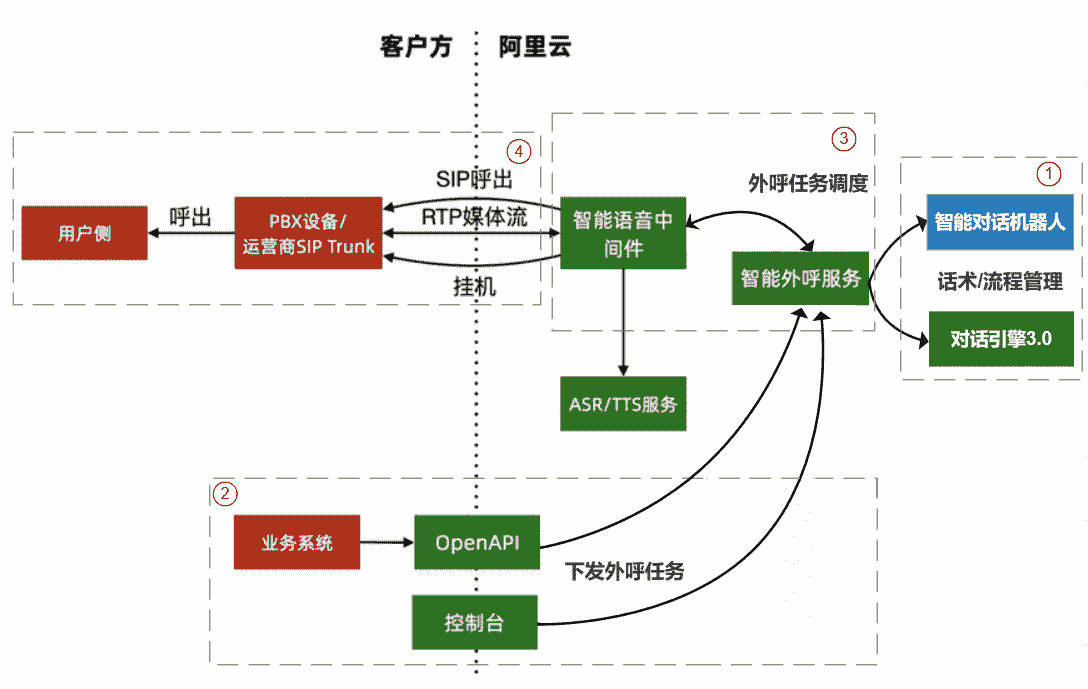 客户方
阿里云
④
③
①
SIP呼出
外呼任务调度
呼出
RTP媒体流
用户侧
PBX设备/
运营商SIP Trunk
智能语音中
间件
智能对话机器人
挂机
智能外呼服务
话术/流程管理
对话引擎3.0
ASR/TTS服务
②
业务系统
OpenAPI
下发外呼任务
控制台